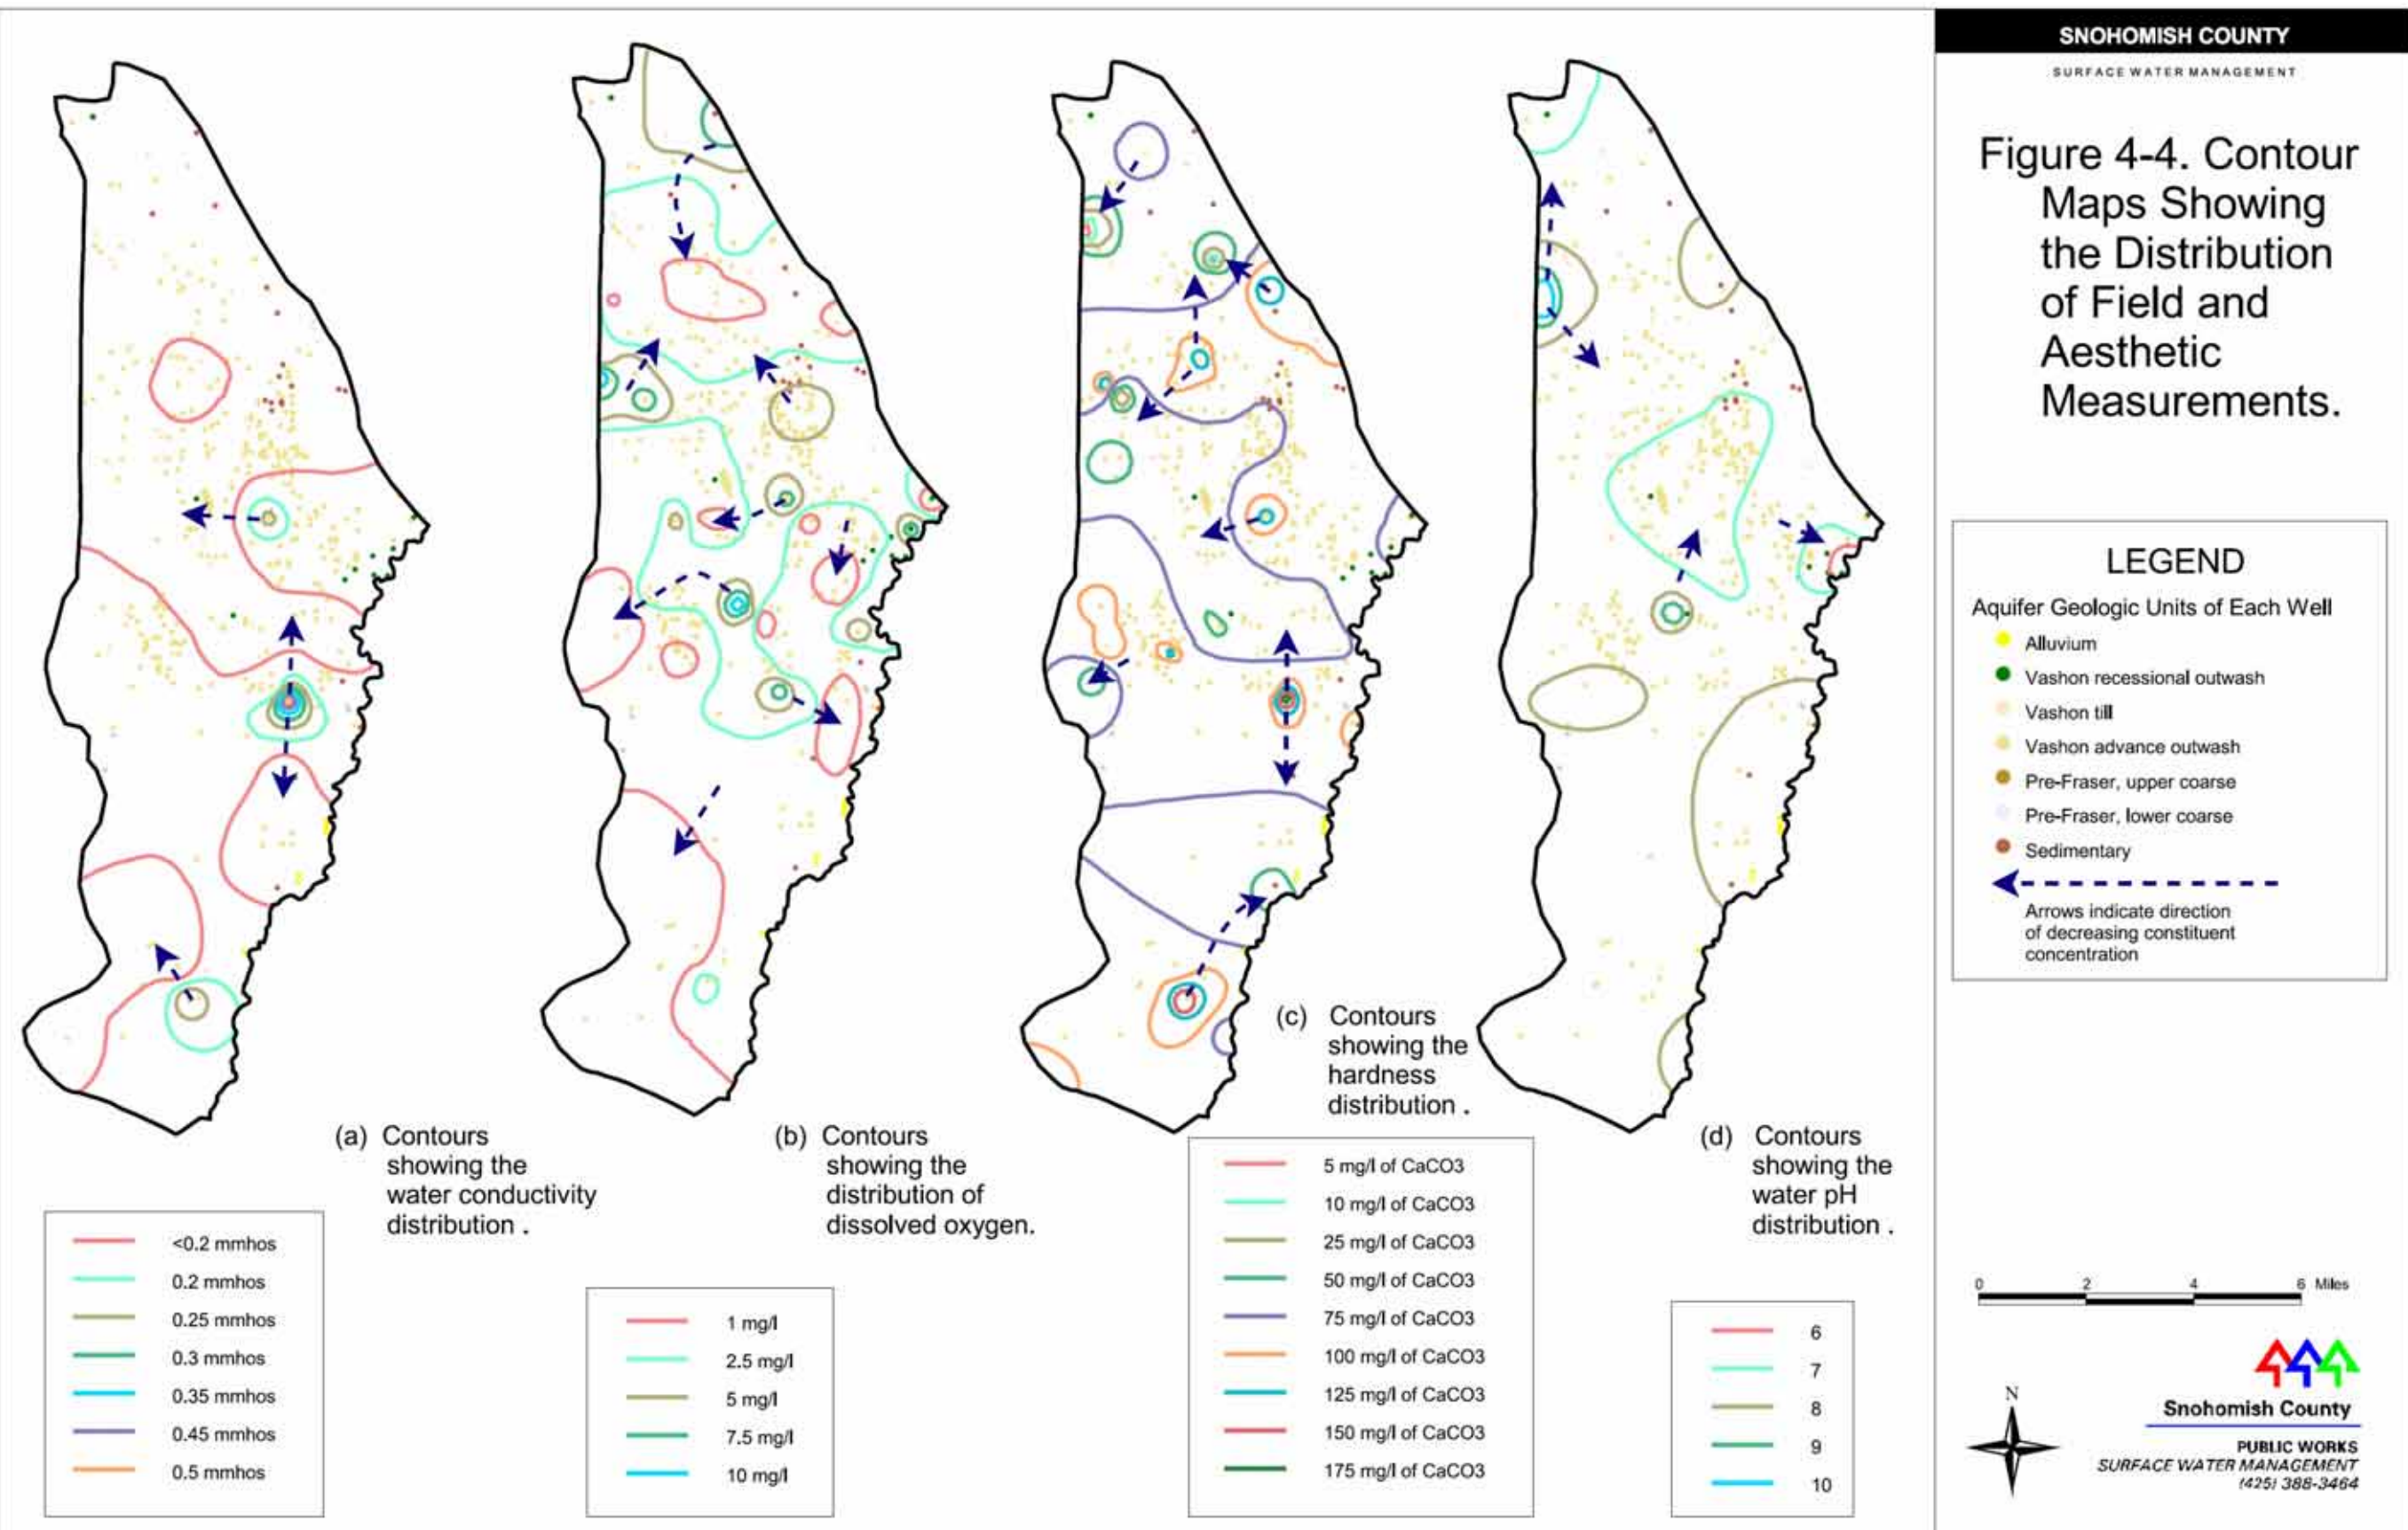 SNOHOMISH COUNTY
SURFACE WATER MANAGEMENT
Figure 4-4. Contour
Maps Showing
the Distribution
of Field and
Aesthetic
Measurements.
LEGEND
Aquifer Geologic Units of Each Well
Alluvium
Vashon recessional outwash
Vashon till
Vashon advance outwash
Pre-Fraser, upper coarse
Pre-Fraser, lower coarse
Sedimentary
Arrows indicate direction
of decreasing constituent
concentration
(a) Contours
showing the
water conductivity
distribution .
<0.2 mmhos
0.2 mmhos
0.25 mmhos
0.3 mmhos
0.35 mmhos
0.45 mmhos
0.5 mmhos
(b) Contours
showing the
distribution of
dissolved oxygen.
1 mg/l
2.5 mg/l
5 mg/l
7.5 mg/l
10 mg/l
(c) Contours
showing the
hardness
distribution .
5 mg/l of CaCO3
10 mg/l of CaCO3
25 mg/l of CaCO3
50 mg/l of CaCO3
75 mg/l of CaCO3
100 mg/l of CaCO3
125 mg/l of CaCO3
150 mg/l of CaCO3
175 mg/l of CaCO3
(d) Contours
showing the
water pH
distribution .
6
7
8
9
10
0 2 4 6 Miles
N
Snohomish County
PUBLIC WORKS
SURFACE WATER MANAGEMENT
(425) 388-3464